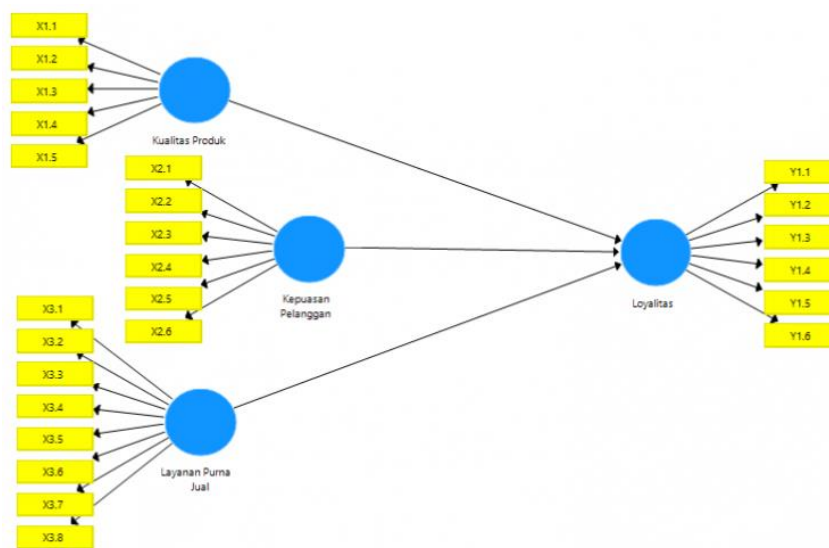 X1.1
X1.2
X1.3
X1.4
X1.5
Kualitas Produk
X2.1
X2.2
X2.3
X2.4
X2.5
X2.6
Kepuasan
Pelanggan
X3.1
X3.2
X3.3
X3.4
X3.5
X3.6
X3.7
X3.8
Layanan Purna
Jual
Y1.1
Y1.2
Y1.3
Y1.4
Y1.5
Y1.6
Loyalitas